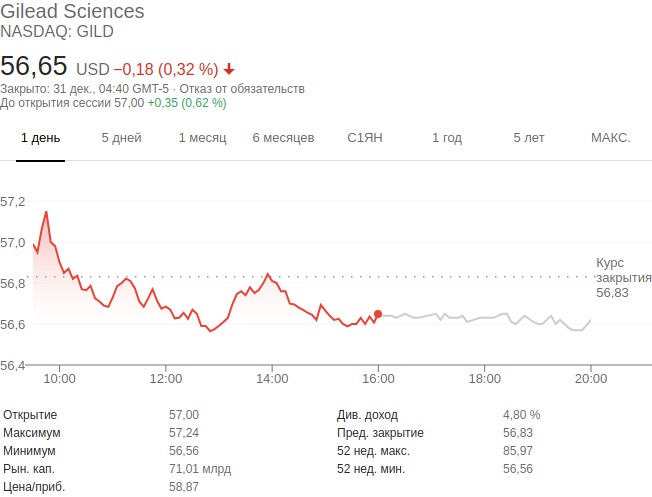 Gilead Sciences
NASDAQ: GILD
56,65 USD −0,18 (0,32 %)
Закрыто: 31 дек., 04:40 GMT-5 · Отказ от обязательств
До открытия сессии 57,00 +0,35 (0,62 %)
1 день 5 дней 1 месяц 6 месяцев С1ЯН 1 год 5 лет МАКС.
57,2
57,0
56,8
56,6
56,4
Курс
закрытия
56,83
10:00 12:00 14:00 16:00 18:00 20:00
Открытие 57,00 Див. доход 4,80 %
Максимум 57,24 Пред. закрытие 56,83
Минимум 56,56 52 нед. макс. 85,97
Рын. кап. 71,01 млрд 52 нед. мин. 56,56
Цена/приб. 58,87